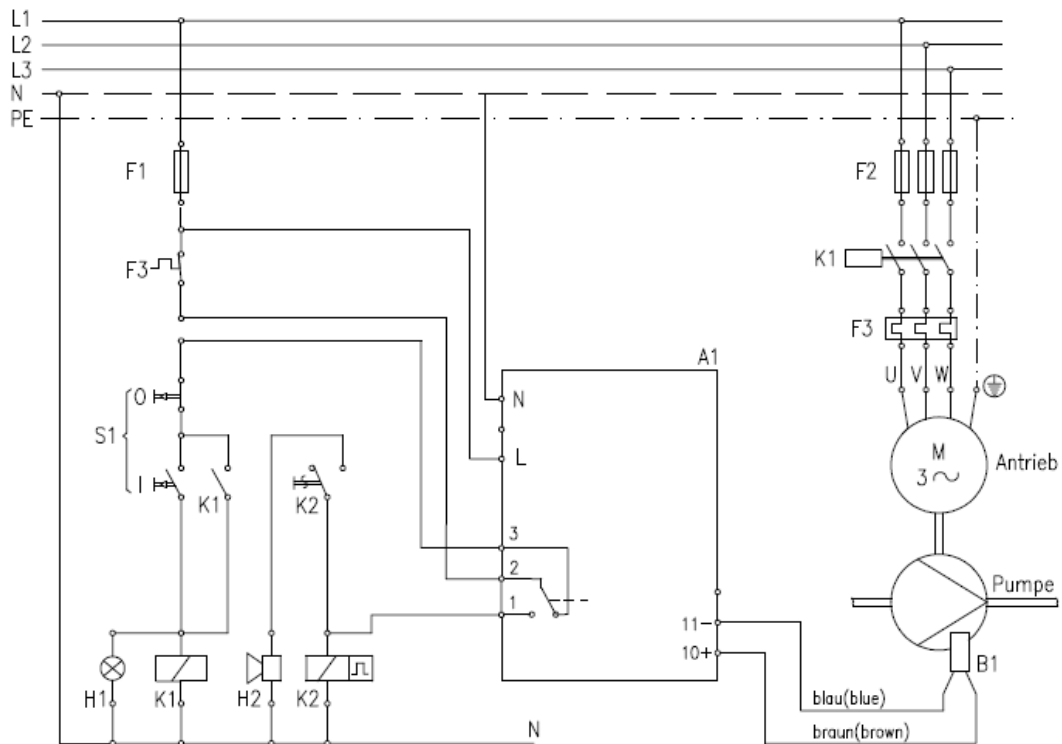 L1
L2
L3
N
PE
F1
F2
F3
K1
F3
A1
U V W
0
N
S1
L
M
3
Antrieb
I
K1
K2
3
2
1
Pumpe
11-
10+
B1
H1
K1
H2
K2
blau(blue)
N
braun(brown)